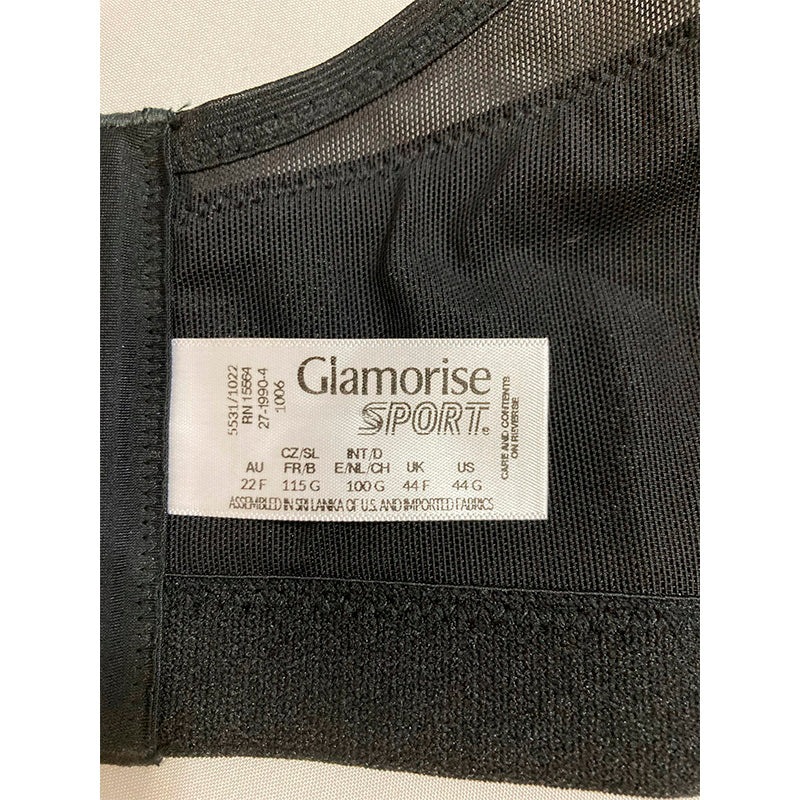 5531/1022
RN 15564
27-1990-4
1006
Glamorise
SPORT®
CZ/SL INT/D
AU FR/B E/NL/CH UK US
22 F 115 G 100 G 44 F 44 G
ASSEMBLED IN SRI LANKA OF U.S. AND IMPORTED FABRICS
CARE AND CONTENTS
ON REVERSE